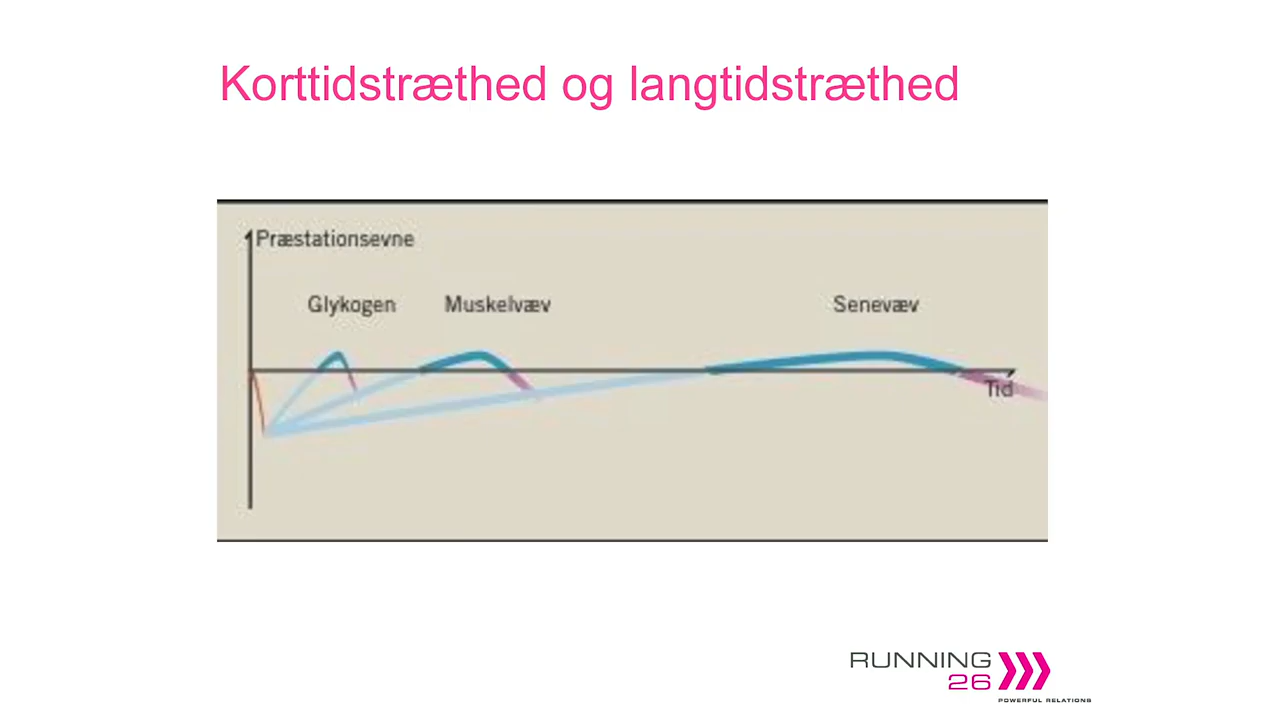 Korttidstræthed og langtidstræthed
Præstationsevne
Glykogen
Muskelvæv
Senevæv
Tid
RUNNING
26
POWERFUL RELATIONS